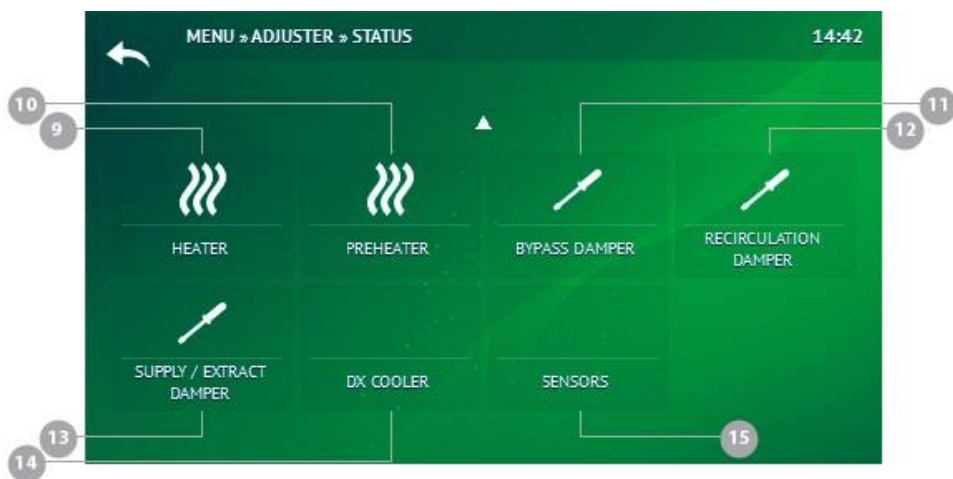 MENU » ADJUSTER » STATUS
14:42
10
9
11
12
HEATER
PREHEATER
BYPASS DAMPER
RECIRCULATION
DAMPER
SUPPLY / EXTRACT
DAMPER
DX COOLER
SENSORS
13
14
15